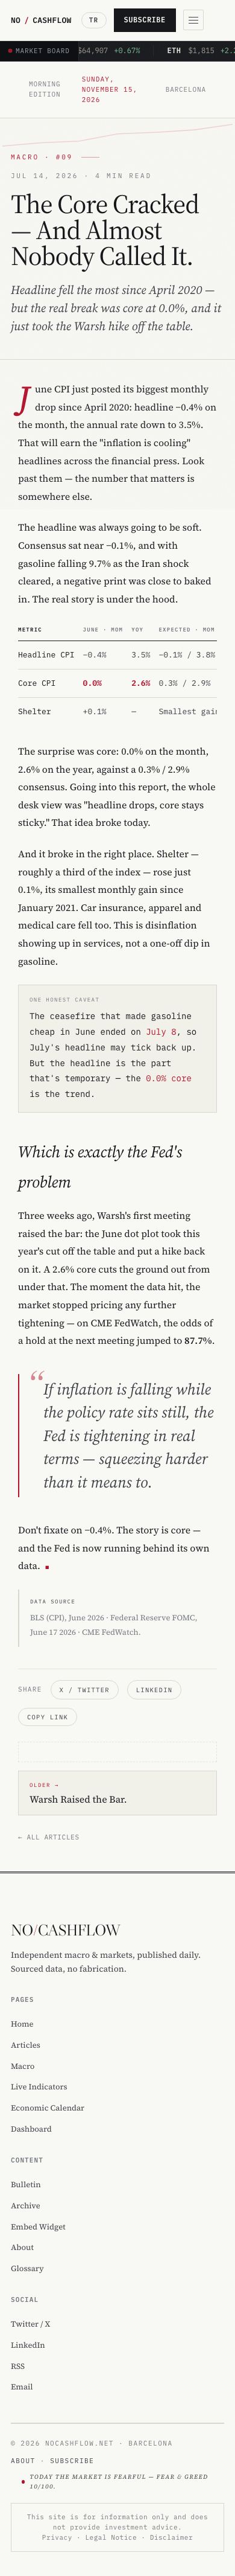 NO / CASHFLOW
TR
SUBSCRIBE
MARKET BOARD
$64,907 +0.67%
ETH $1,815
MORNING EDITION
SUNDAY, NOVEMBER 15, 2026
BARCELONA
MACRO · #09
JUL 14, 2026 · 4 MIN READ
The Core Cracked
— And Almost
Nobody Called It.
Headline fell the most since April 2020 —
but the real break was core at 0.0%, and it
just took the Warsh hike off the table.
June CPI just posted its biggest monthly
drop since April 2020: headline −0.4% on
the month, the annual rate down to 3.5%.
That will earn the "inflation is cooling"
headlines across the financial press. Look
past them — the number that matters is
somewhere else.
The headline was always going to be soft.
Consensus sat near −0.1%, and with
gasoline falling 9.7% as the Iran shock
cleared, a negative print was close to baked
in. The real story is under the hood.
METRIC JUNE · MOM YOY EXPECTED · MOM
Headline CPI −0.4% 3.5% −0.1% / 3.8%
Core CPI 0.0% 2.6% 0.3% / 2.9%
Shelter +0.1% — Smallest gain
The surprise was core: 0.0% on the month,
2.6% on the year, against a 0.3% / 2.9%
consensus. Going into this report, the whole
desk view was "headline drops, core stays
sticky." That idea broke today.
And it broke in the right place. Shelter —
roughly a third of the index — rose just
0.1%, its smallest monthly gain since
January 2021. Car insurance, apparel and
medical care fell too. This is disinflation
showing up in services, not a one-off dip in
gasoline.
ONE HONEST CAVEAT
The ceasefire that made gasoline
cheap in June ended on July 8, so
July's headline may tick back up.
But the headline is the part
that's temporary — the 0.0% core
is the trend.
Which is exactly the Fed's
problem
Three weeks ago, Warsh's first meeting
raised the bar: the June dot plot took this
year's cut off the table and put a hike back
on it. A 2.6% core cuts the ground out from
under that. The moment the data hit, the
market stopped pricing any further
tightening — on CME FedWatch, the odds of
a hold at the next meeting jumped to 87.7%.
“
If inflation is falling while
the policy rate sits still, the
Fed is tightening in real
terms — squeezing harder
than it means to.
Don't fixate on −0.4%. The story is core —
and the Fed is now running behind its own
data.
DATA SOURCE
BLS (CPI), June 2026 · Federal Reserve FOMC,
June 17 2026 · CME FedWatch.
SHARE
X / TWITTER
LINKEDIN
COPY LINK
OLDER →
Warsh Raised the Bar.
← ALL ARTICLES
NO/CASHFLOW
Independent macro & markets, published daily.
Sourced data, no fabrication.
PAGES
Home
Articles
Macro
Live Indicators
Economic Calendar
Dashboard
CONTENT
Bulletin
Archive
Embed Widget
About
Glossary
SOCIAL
Twitter / X
LinkedIn
RSS
Email
© 2026 NOCASHFLOW.NET · BARCELONA
ABOUT · SUBSCRIBE
TODAY THE MARKET IS FEARFUL — FEAR & GREED
10/100.
This site is for information only and does
not provide investment advice.
Privacy · Legal Notice · Disclaimer